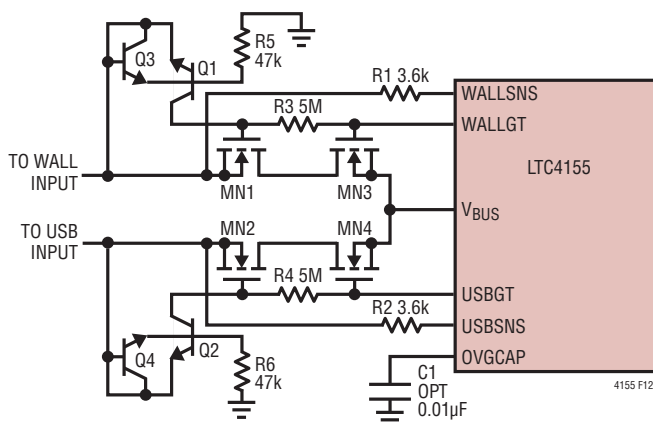 R5
47k
Q3
Q1
R1 3.6k
WALLSNS
R3 5M
WALLGT
LTC4155
TO WALL
INPUT
MN1
MN3
VBUS
TO USB
INPUT
MN2
MN4
R4 5M
USBGT
R2 3.6k
USBSNS
Q4
Q2
R6
47k
OVGCAP
C1
OPT
0.01μF
4155 F12